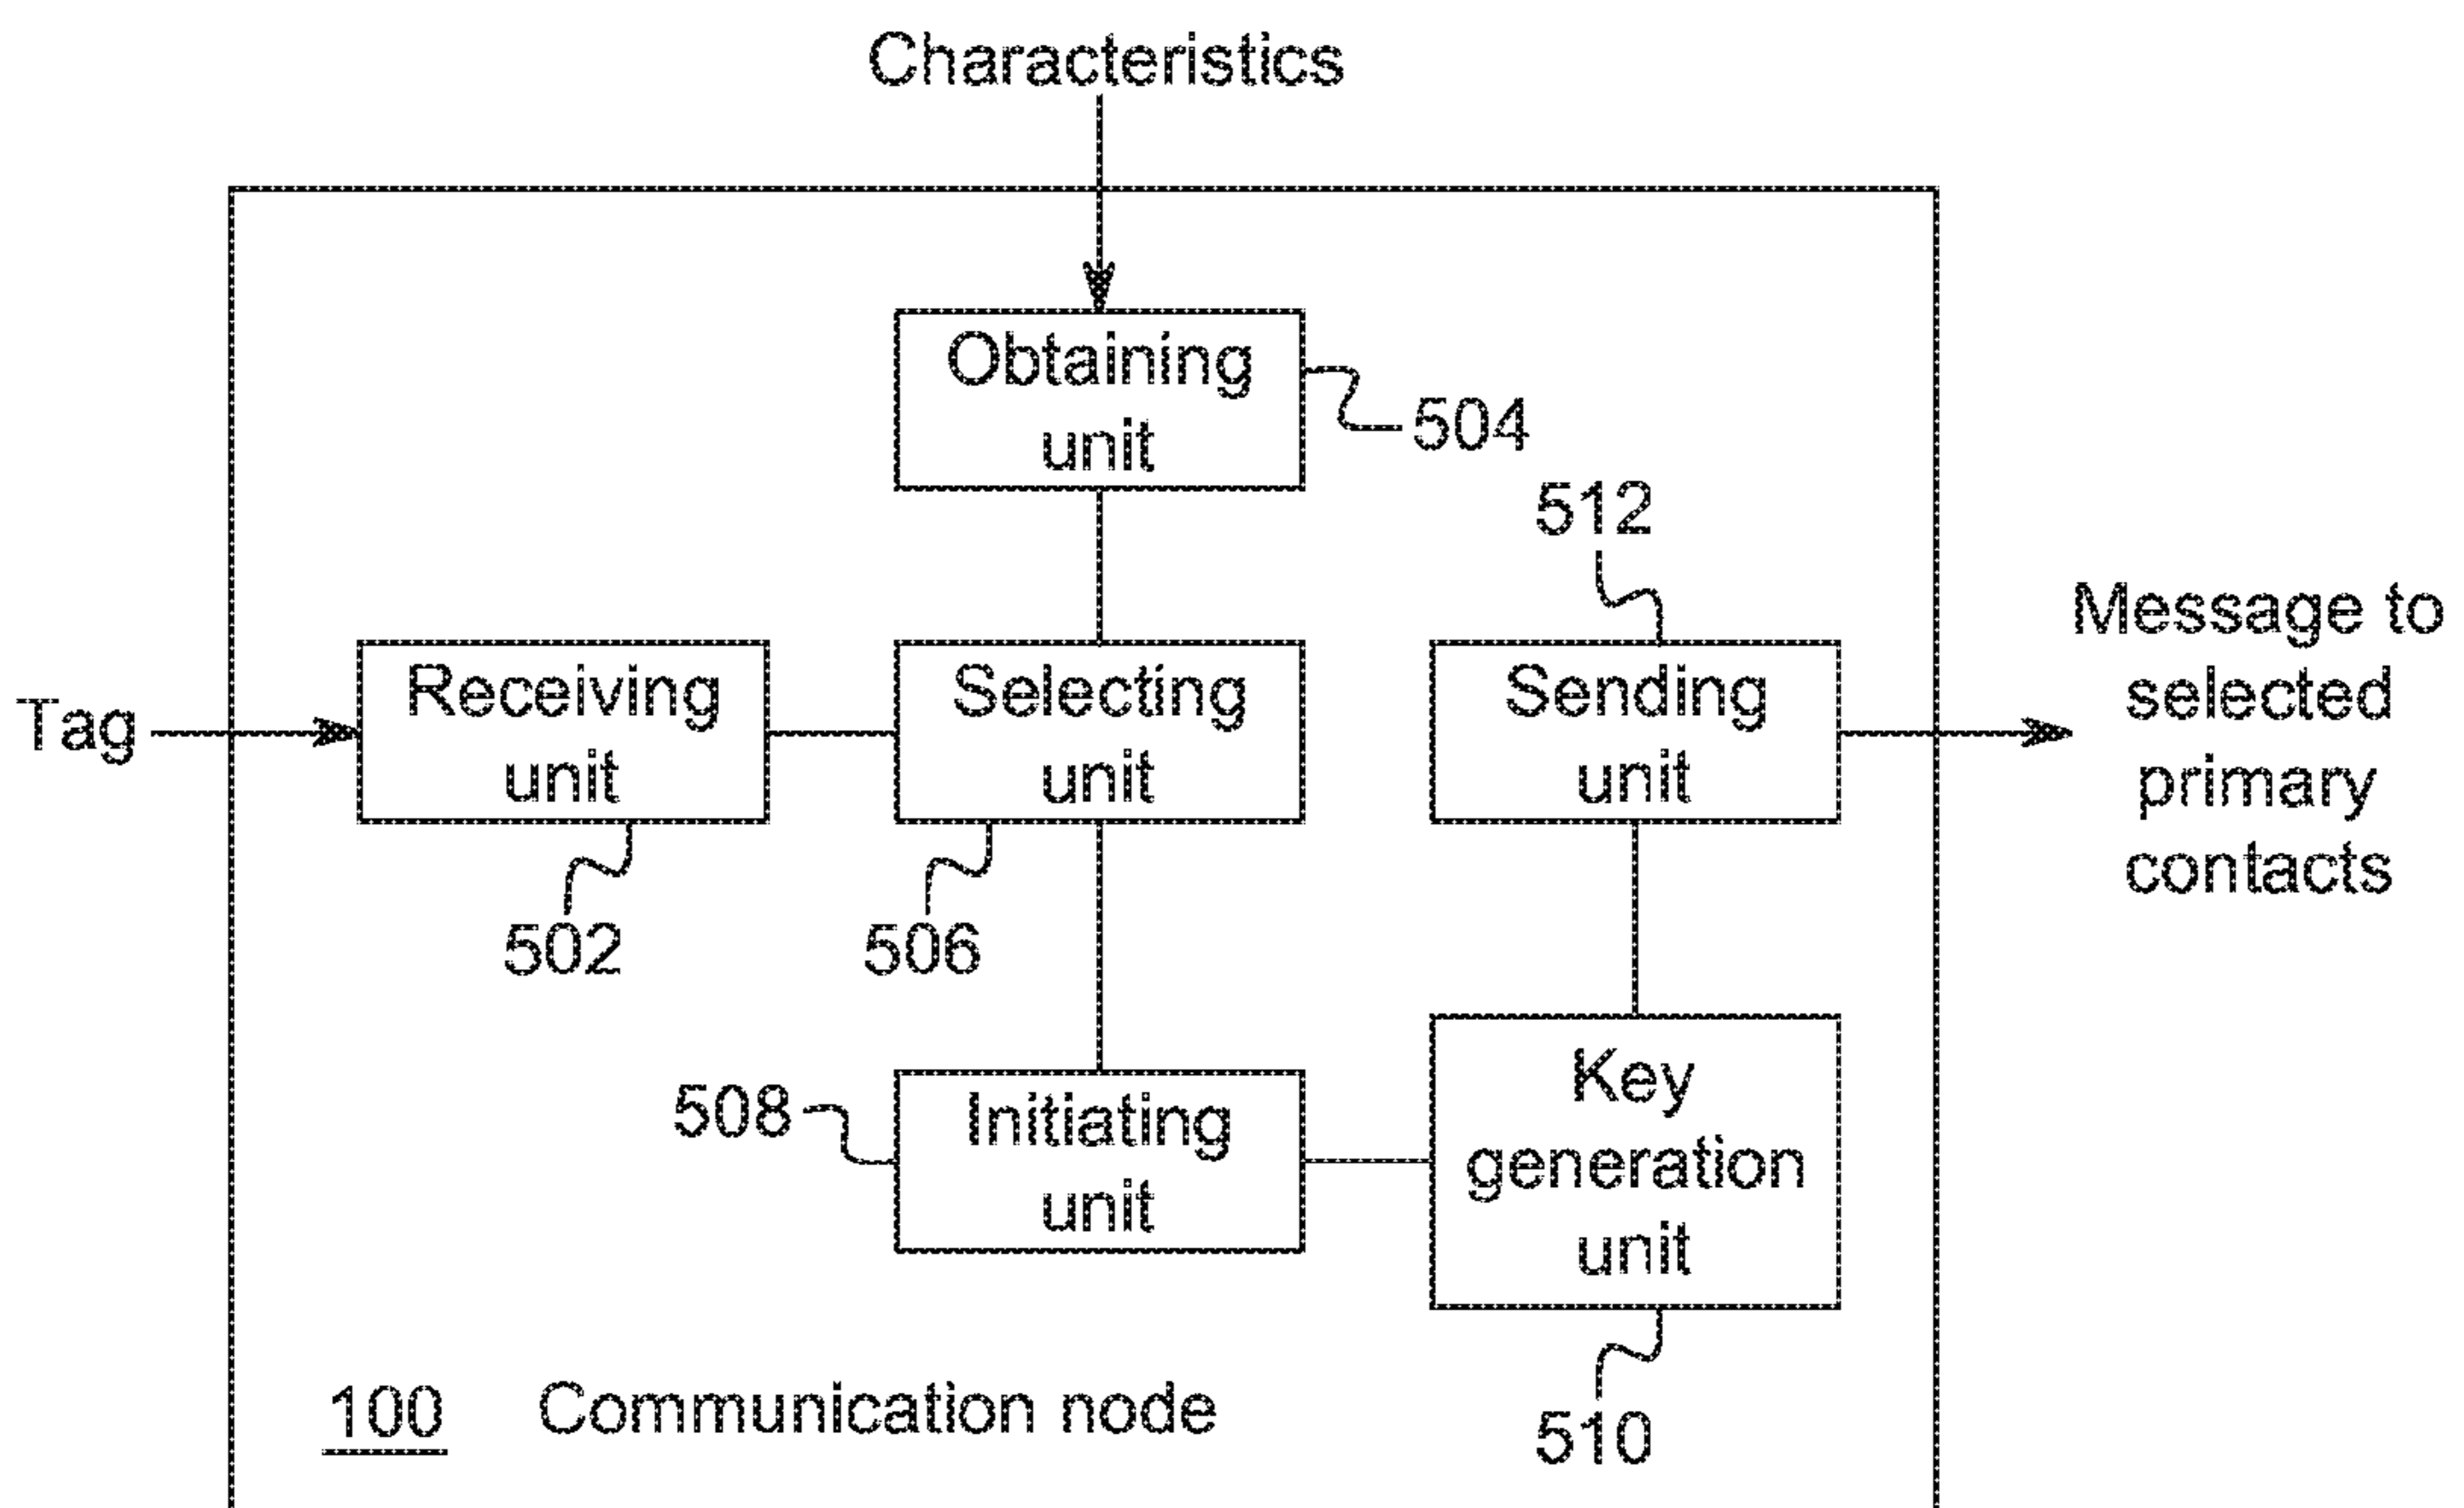 Characteristics
Obtaining
unit
504
512
Tag
Receiving
unit
502
Selecting
unit
506
Sending
unit
Message to
selected
primary
contacts
508
Initiating
unit
Key
generation
unit
510
100 Communication node